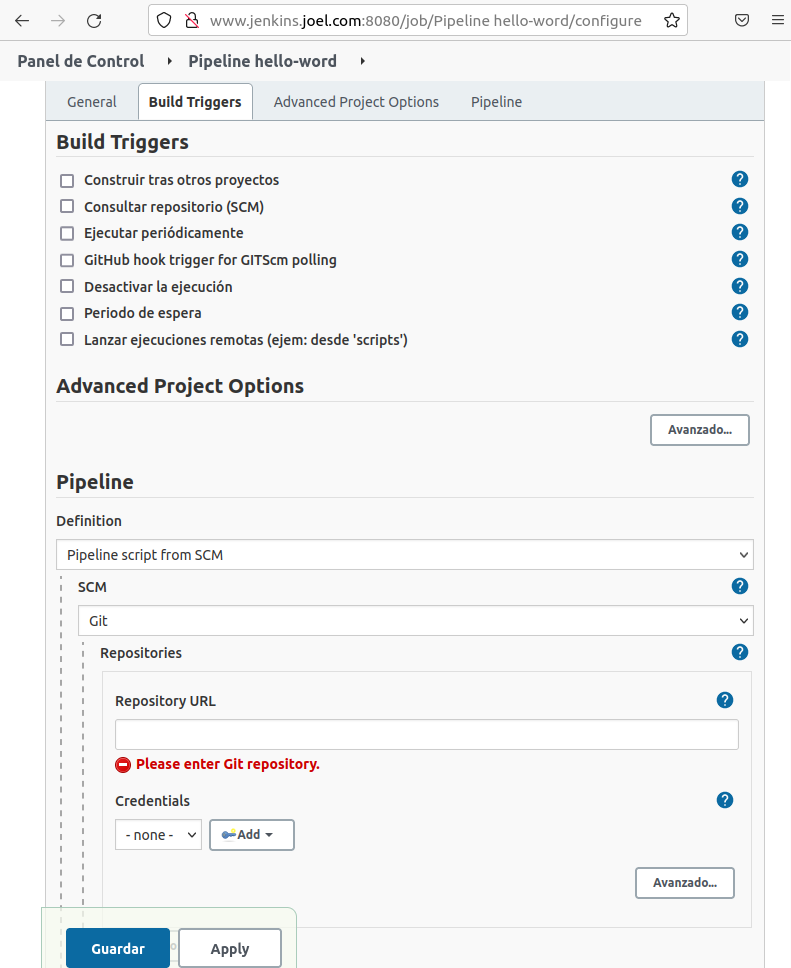 www.jenkins.joel.com:8080/job/Pipeline hello-word/configure
Panel de Control Pipeline hello-word
General Build Triggers Advanced Project Options Pipeline
Build Triggers
Construir tras otros proyectos
Consultar repositorio (SCM)
Ejecutar periódicamente
GitHub hook trigger for GITScm polling
Desactivar la ejecución
Periodo de espera
Lanzar ejecuciones remotas (ejem: desde 'scripts')
Advanced Project Options
Avanzado...
Pipeline
Definition
Pipeline script from SCM
SCM
Git
Repositories
Repository URL
Please enter Git repository.
Credentials
- none - Add
Avanzado...
Guardar Apply